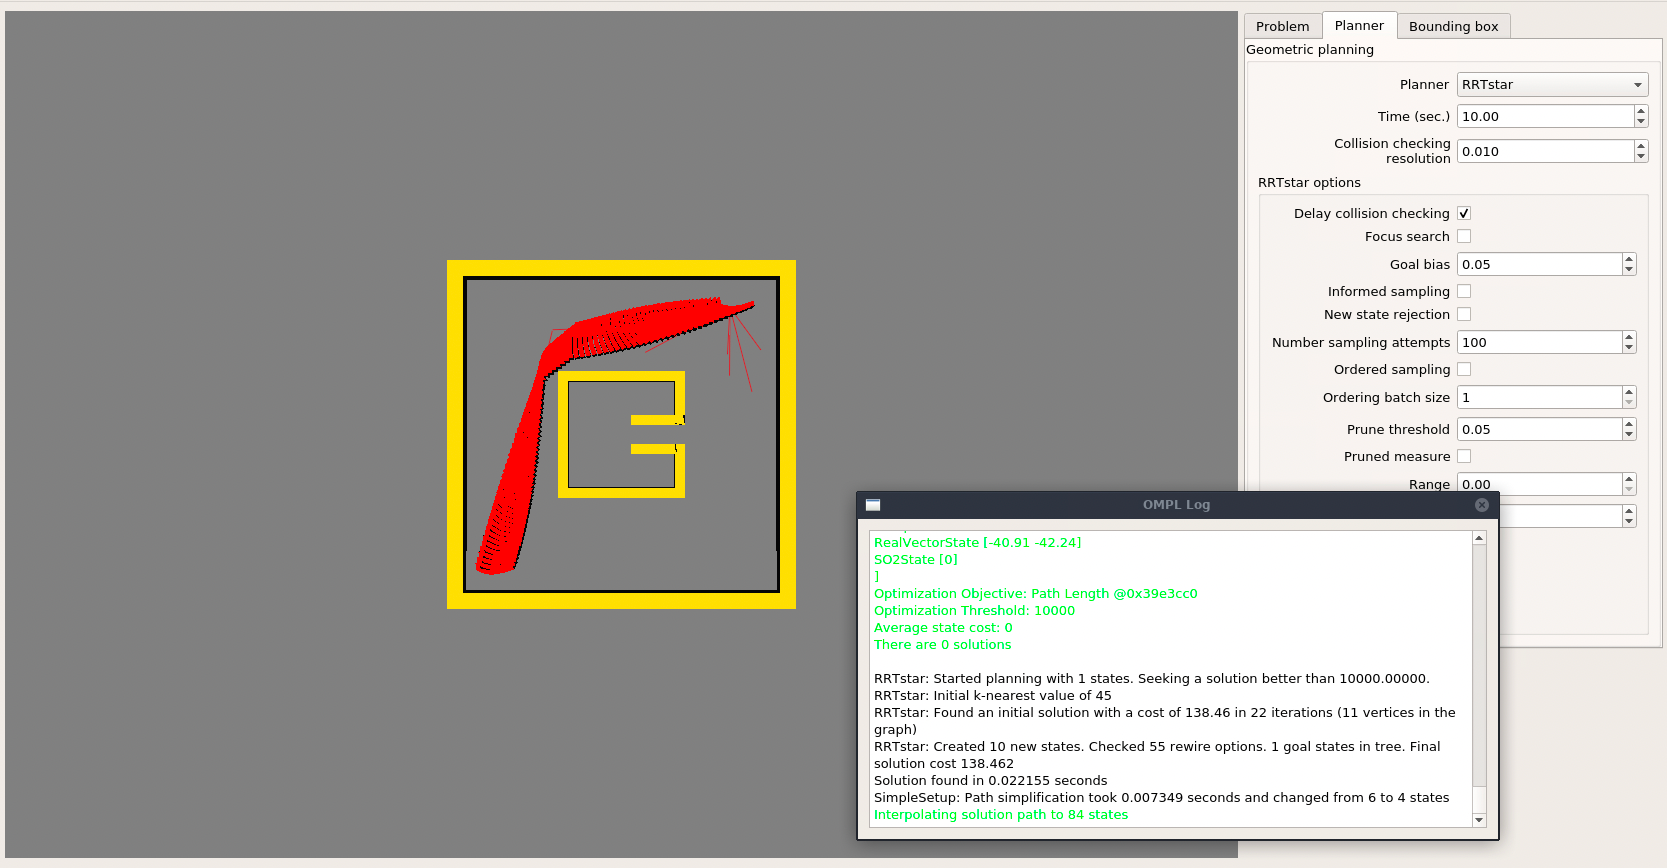 Problem
Planner
Bounding box
Geometric planning
Planner RRTstar
Time (sec.) 10.00
Collision checking
resolution 0.010
RRTstar options
Delay collision checking
Focus search
Goal bias 0.05
Informed sampling
New state rejection
Number sampling attempts 100
Ordered sampling
Ordering batch size 1
Prune threshold 0.05
Pruned measure
Range 0.00
OMPL Log
RealVectorState [-40.91 -42.24]
SO2State [0]
]
Optimization Objective: Path Length @0x39e3cc0
Optimization Threshold: 10000
Average state cost: 0
There are 0 solutions
RRTstar: Started planning with 1 states. Seeking a solution better than 10000.00000.
RRTstar: Initial k-nearest value of 45
RRTstar: Found an initial solution with a cost of 138.46 in 22 iterations (11 vertices in the
graph)
RRTstar: Created 10 new states. Checked 55 rewire options. 1 goal states in tree. Final
solution cost 138.462
Solution found in 0.022155 seconds
SimpleSetup: Path simplification took 0.007349 seconds and changed from 6 to 4 states
Interpolating solution path to 84 states